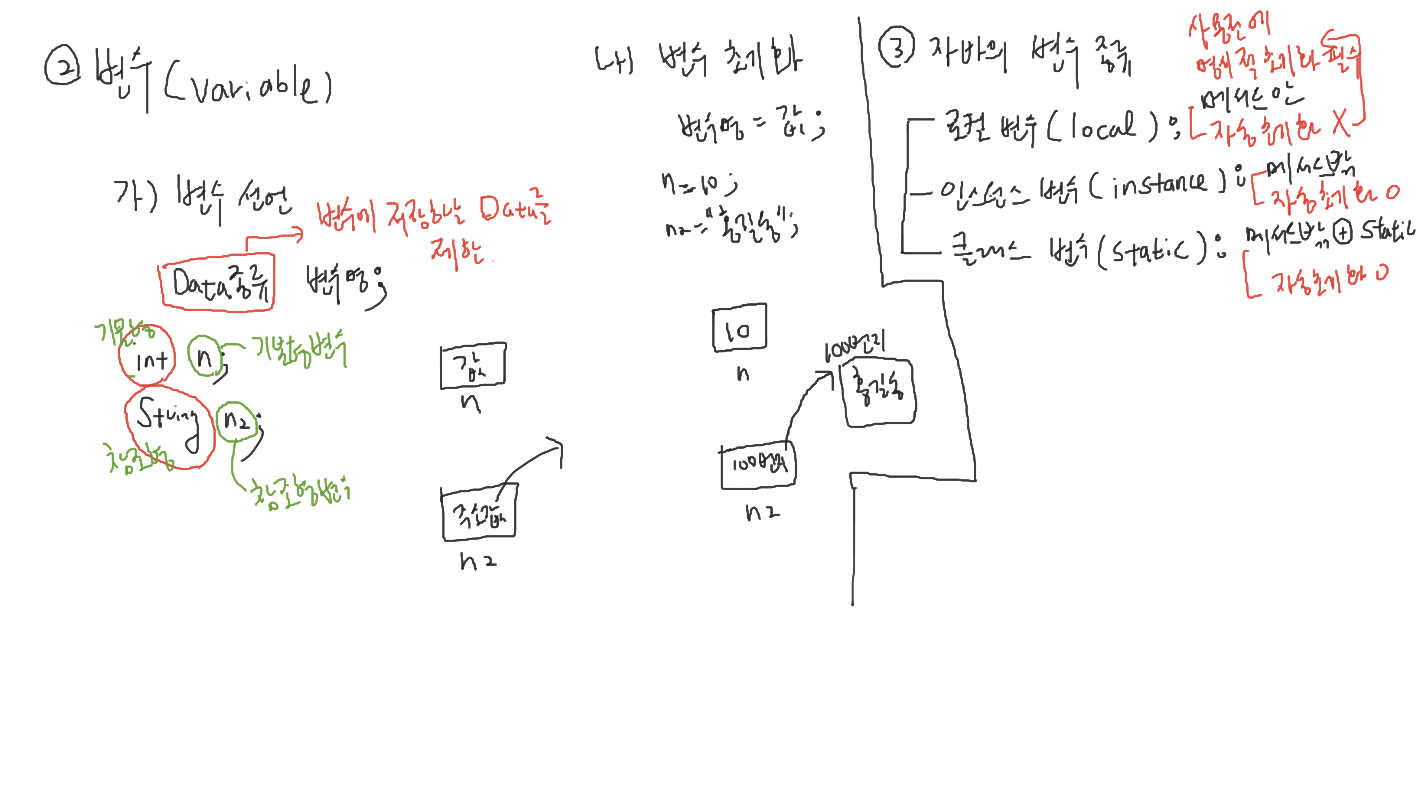 ② 변수(variable)
가) 변수 선언
변수에 저장하날 Data를
제한.
Data종류 변수명;
기본형
int n; 기본형변수
String n2;
참조형
참조형변수
값
n
주소값
n2
나) 변수 초기화
변수명 = 값;
n=10;
n2="홍길동";
10
n
100번지
홍길동
100번지
n2
③ 자바의 변수 종류
사용전에
명시적초기화 필수
로컬 변수(local):
메서드 안
자동초기화 X
인스턴스 변수(instance):
메서드밖
자동초기화 O
클래스 변수(static):
메서드밖 + static
자동초기화 O